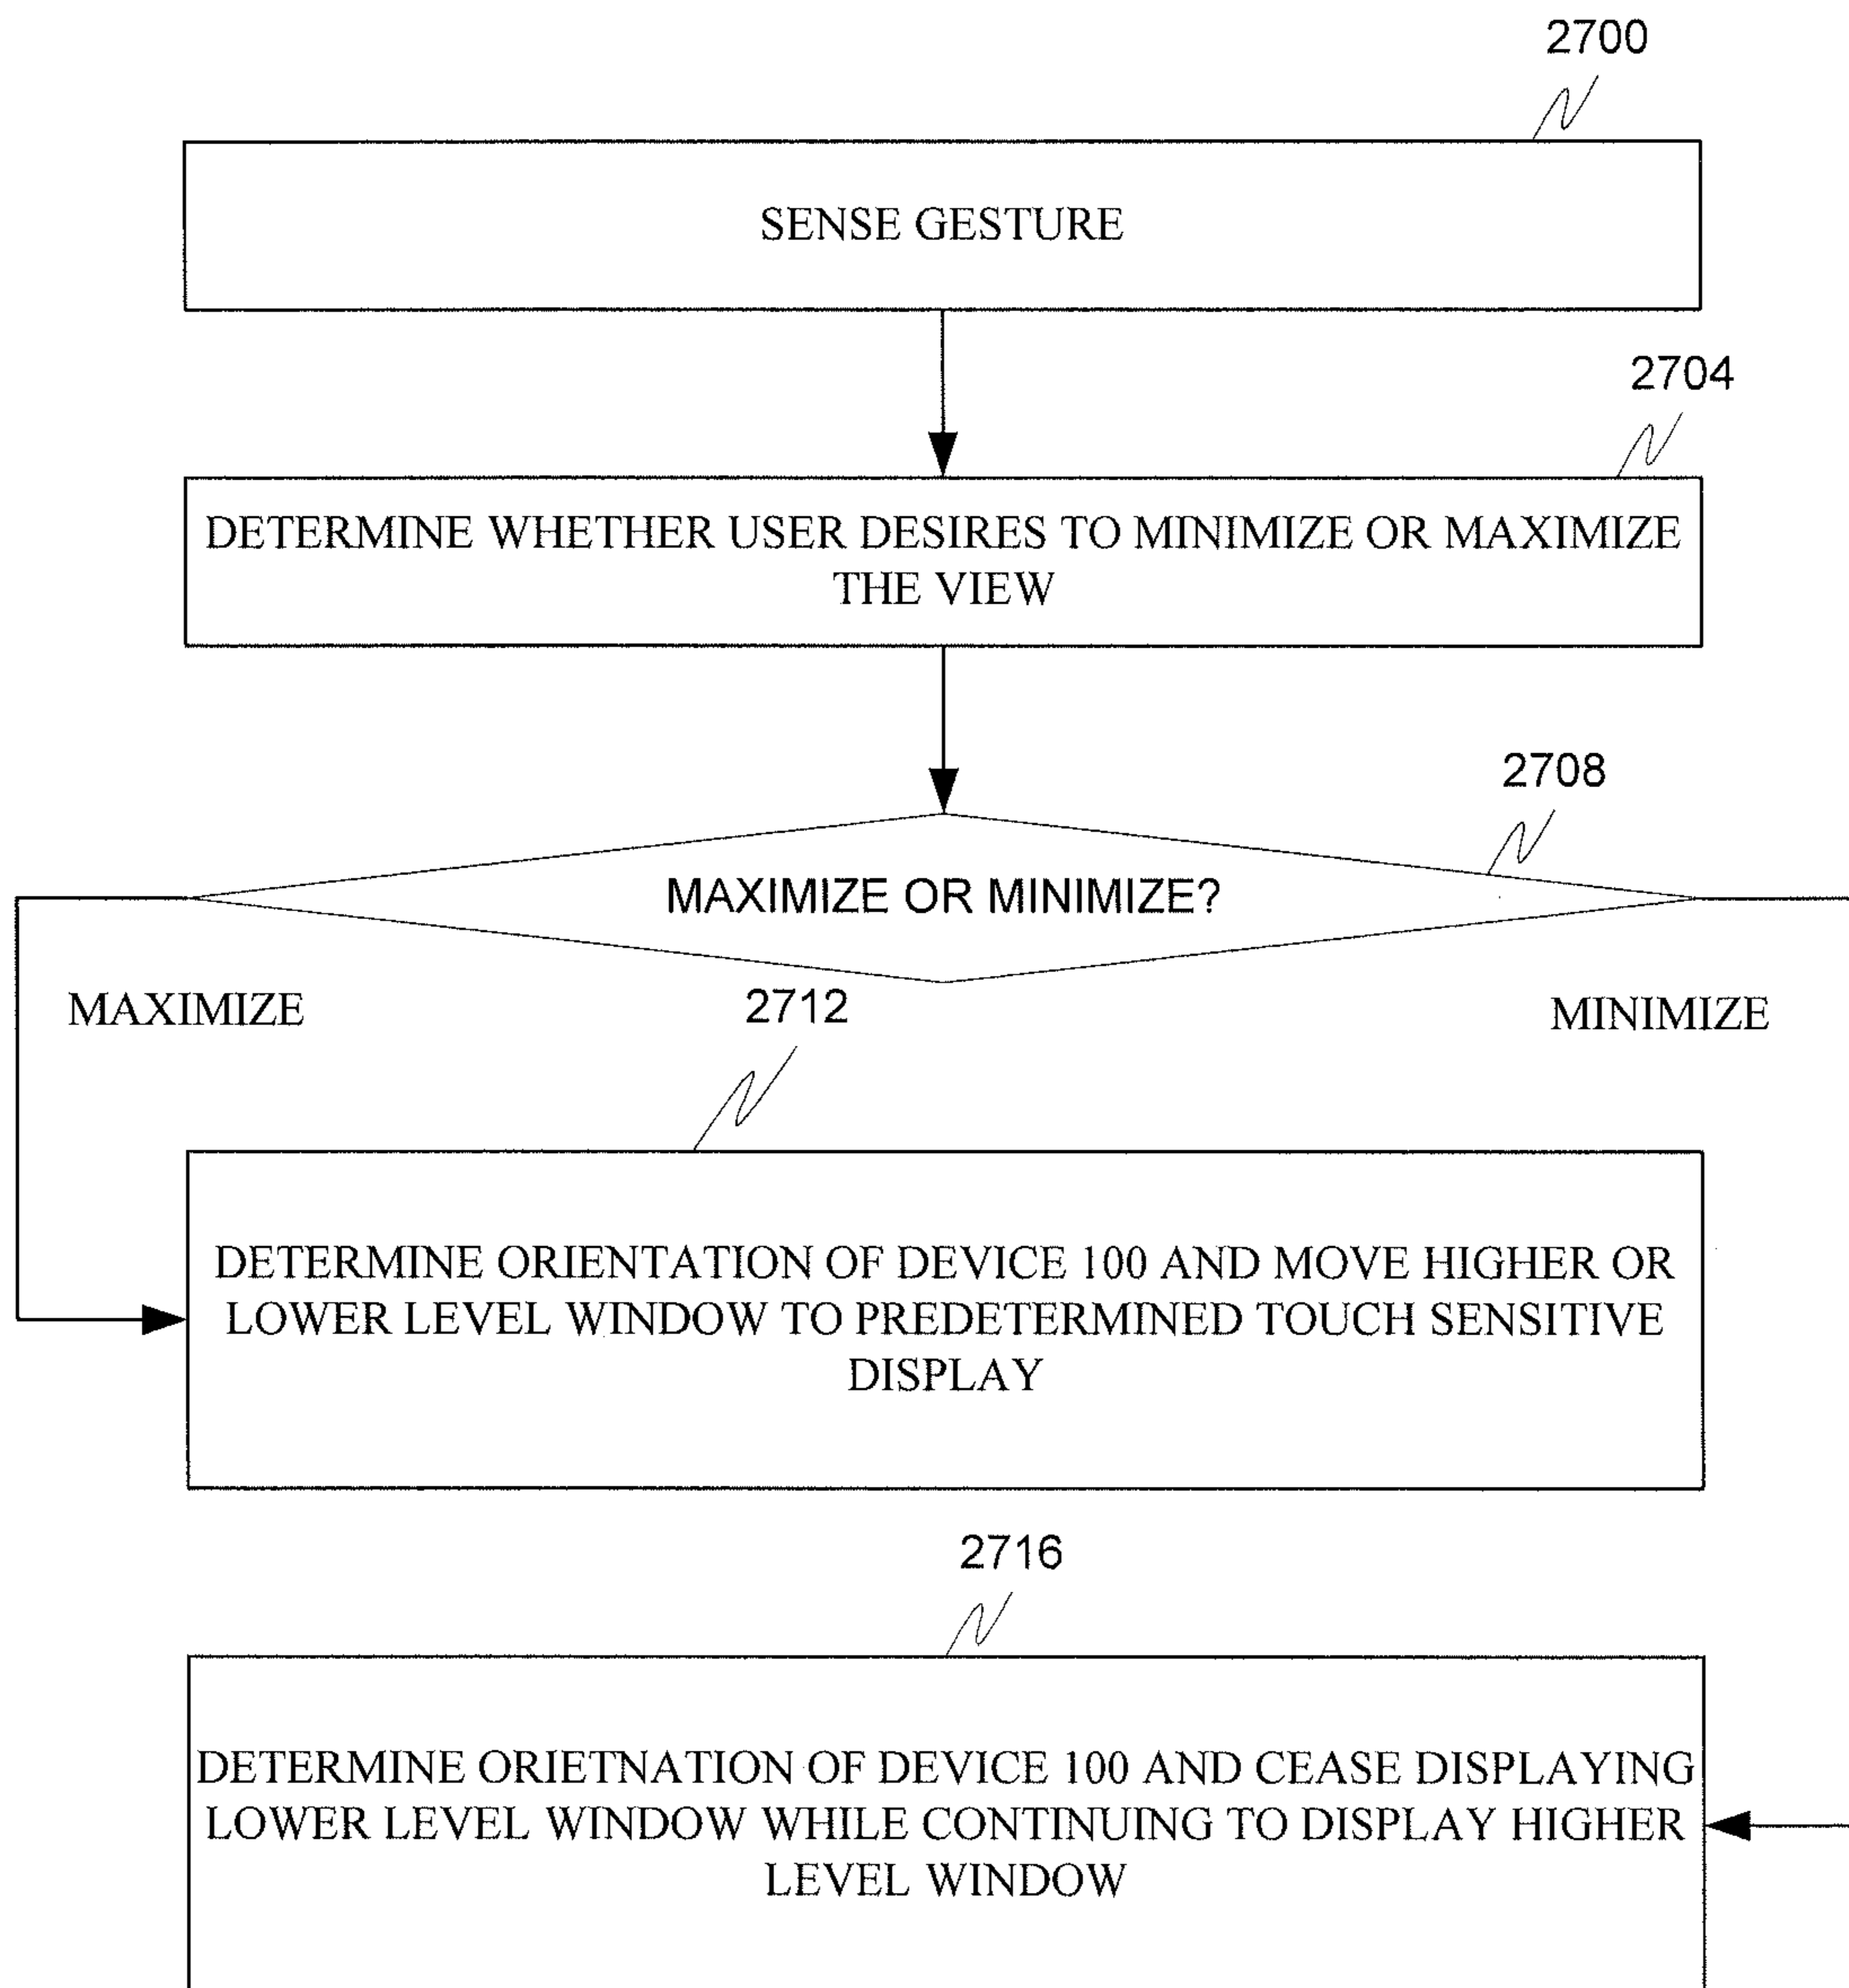 2700
SENSE GESTURE
2704
DETERMINE WHETHER USER DESIRES TO MINIMIZE OR MAXIMIZE
THE VIEW
2708
MAXIMIZE OR MINIMIZE?
MAXIMIZE
2712
MINIMIZE
DETERMINE ORIENTATION OF DEVICE 100 AND MOVE HIGHER OR
LOWER LEVEL WINDOW TO PREDETERMINED TOUCH SENSITIVE
DISPLAY
2716
DETERMINE ORIETNATION OF DEVICE 100 AND CEASE DISPLAYING
LOWER LEVEL WINDOW WHILE CONTINUING TO DISPLAY HIGHER
LEVEL WINDOW